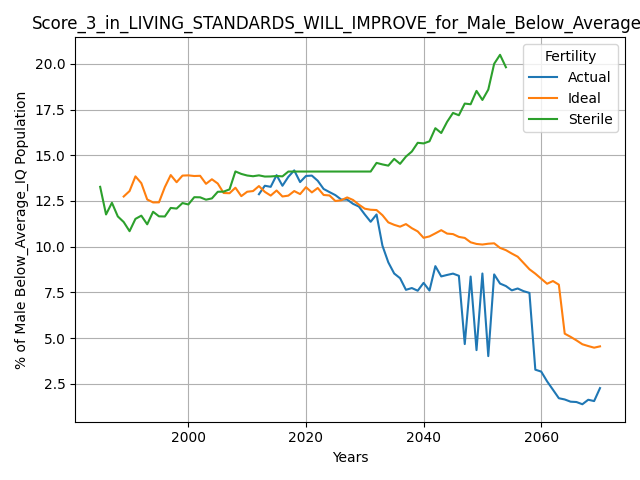 Score_3_in_LIVING_STANDARDS_WILL_IMPROVE_for_Male_Below_Average
Fertility
Actual
Ideal
Sterile
% of Male Below_Average_IQ Population
20.0
17.5
15.0
12.5
10.0
7.5
5.0
2.5
2000
2020
2040
2060
Years